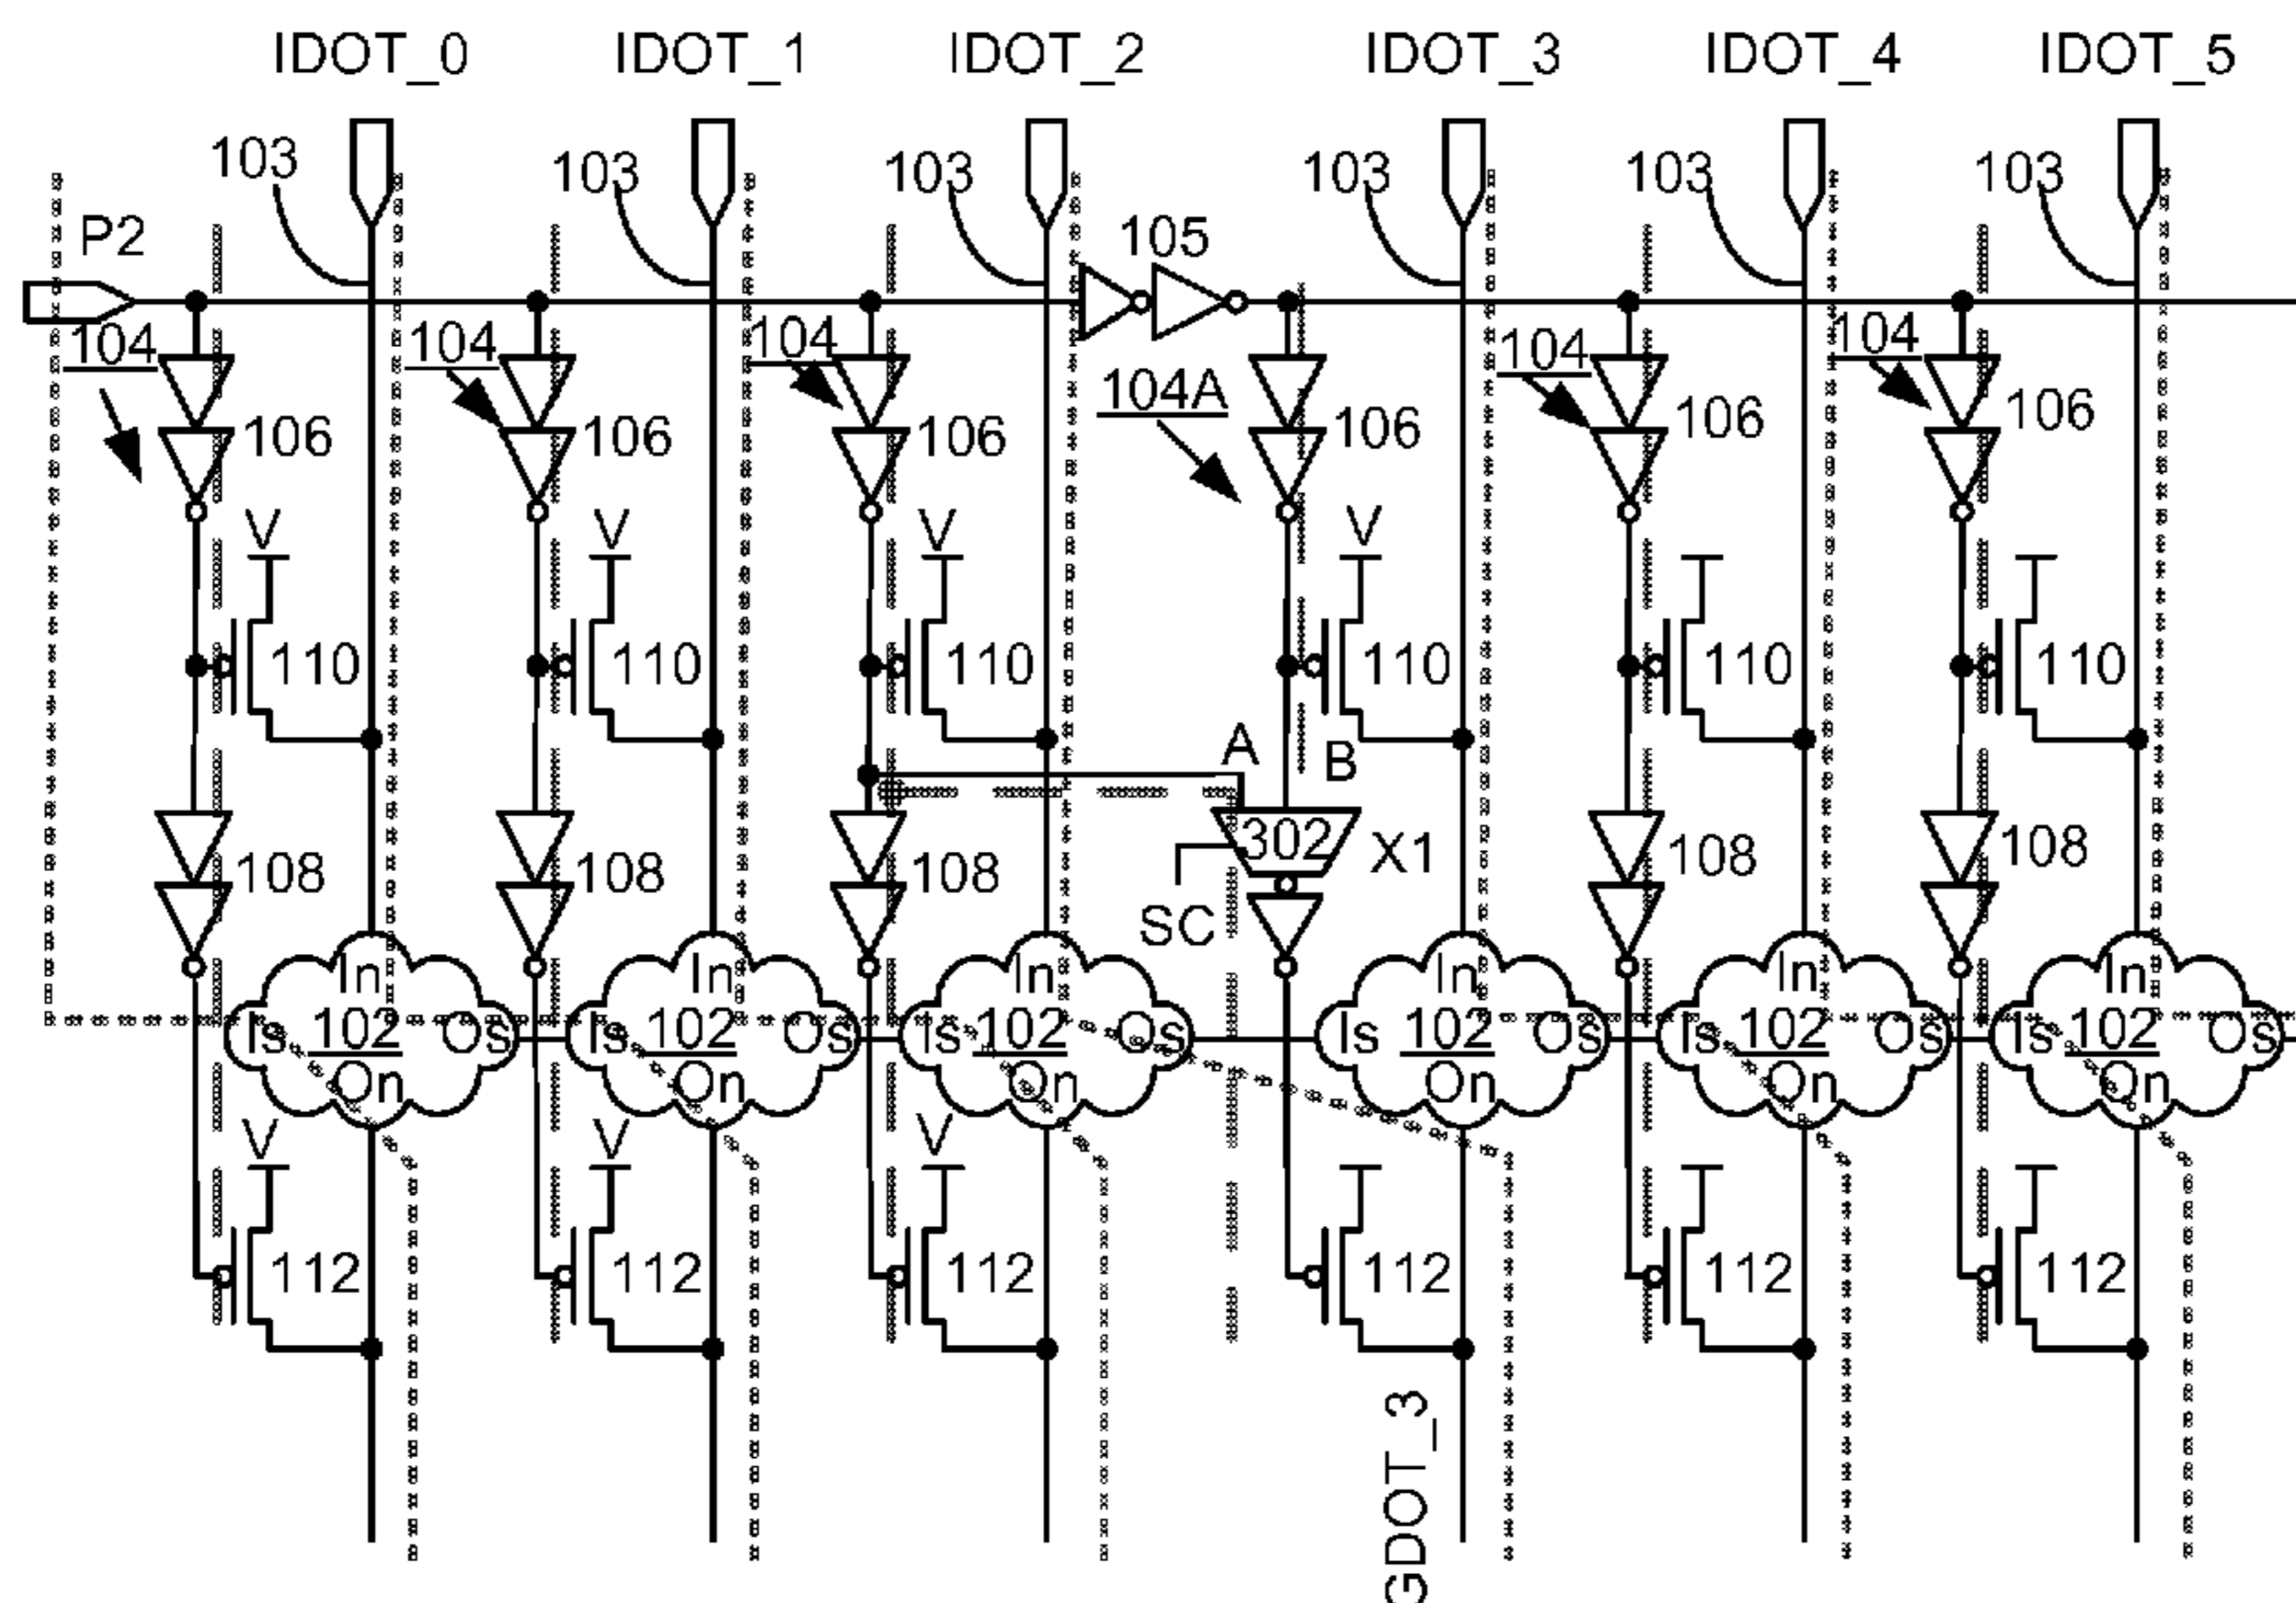 IDOT_0 IDOT_1 IDOT_2 IDOT_3 IDOT_4 IDOT_5
103 103 103 103 103 103
P2 105
104 104 104 104A 104 104
106 106 106 106 106 106
V V V V
110 110 110 110 110 110
A B
302 X1
108 108 108 108 108
SC
In In In In In In
Is 102 Os Is 102 Os Is 102 Os Is 102 Os Is 102 Os Is 102 Os
On On On On On On
V V V
112 112 112 112 112 112
GDOT_3